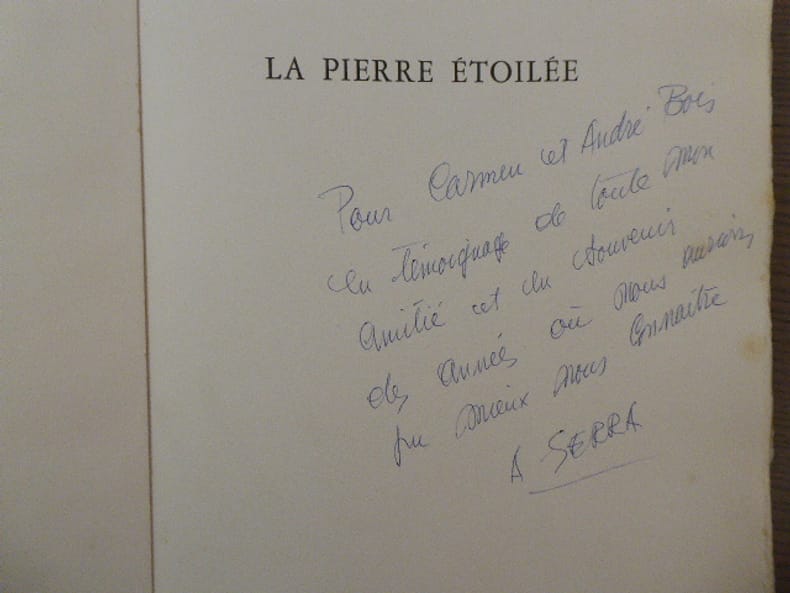 LA PIERRE ÉTOILÉE
Pour Carmen et André Bois
en témoignage de toute mon
amitié et en souvenir
des années où nous aurions
pu mieux nous connaître
A SERRA